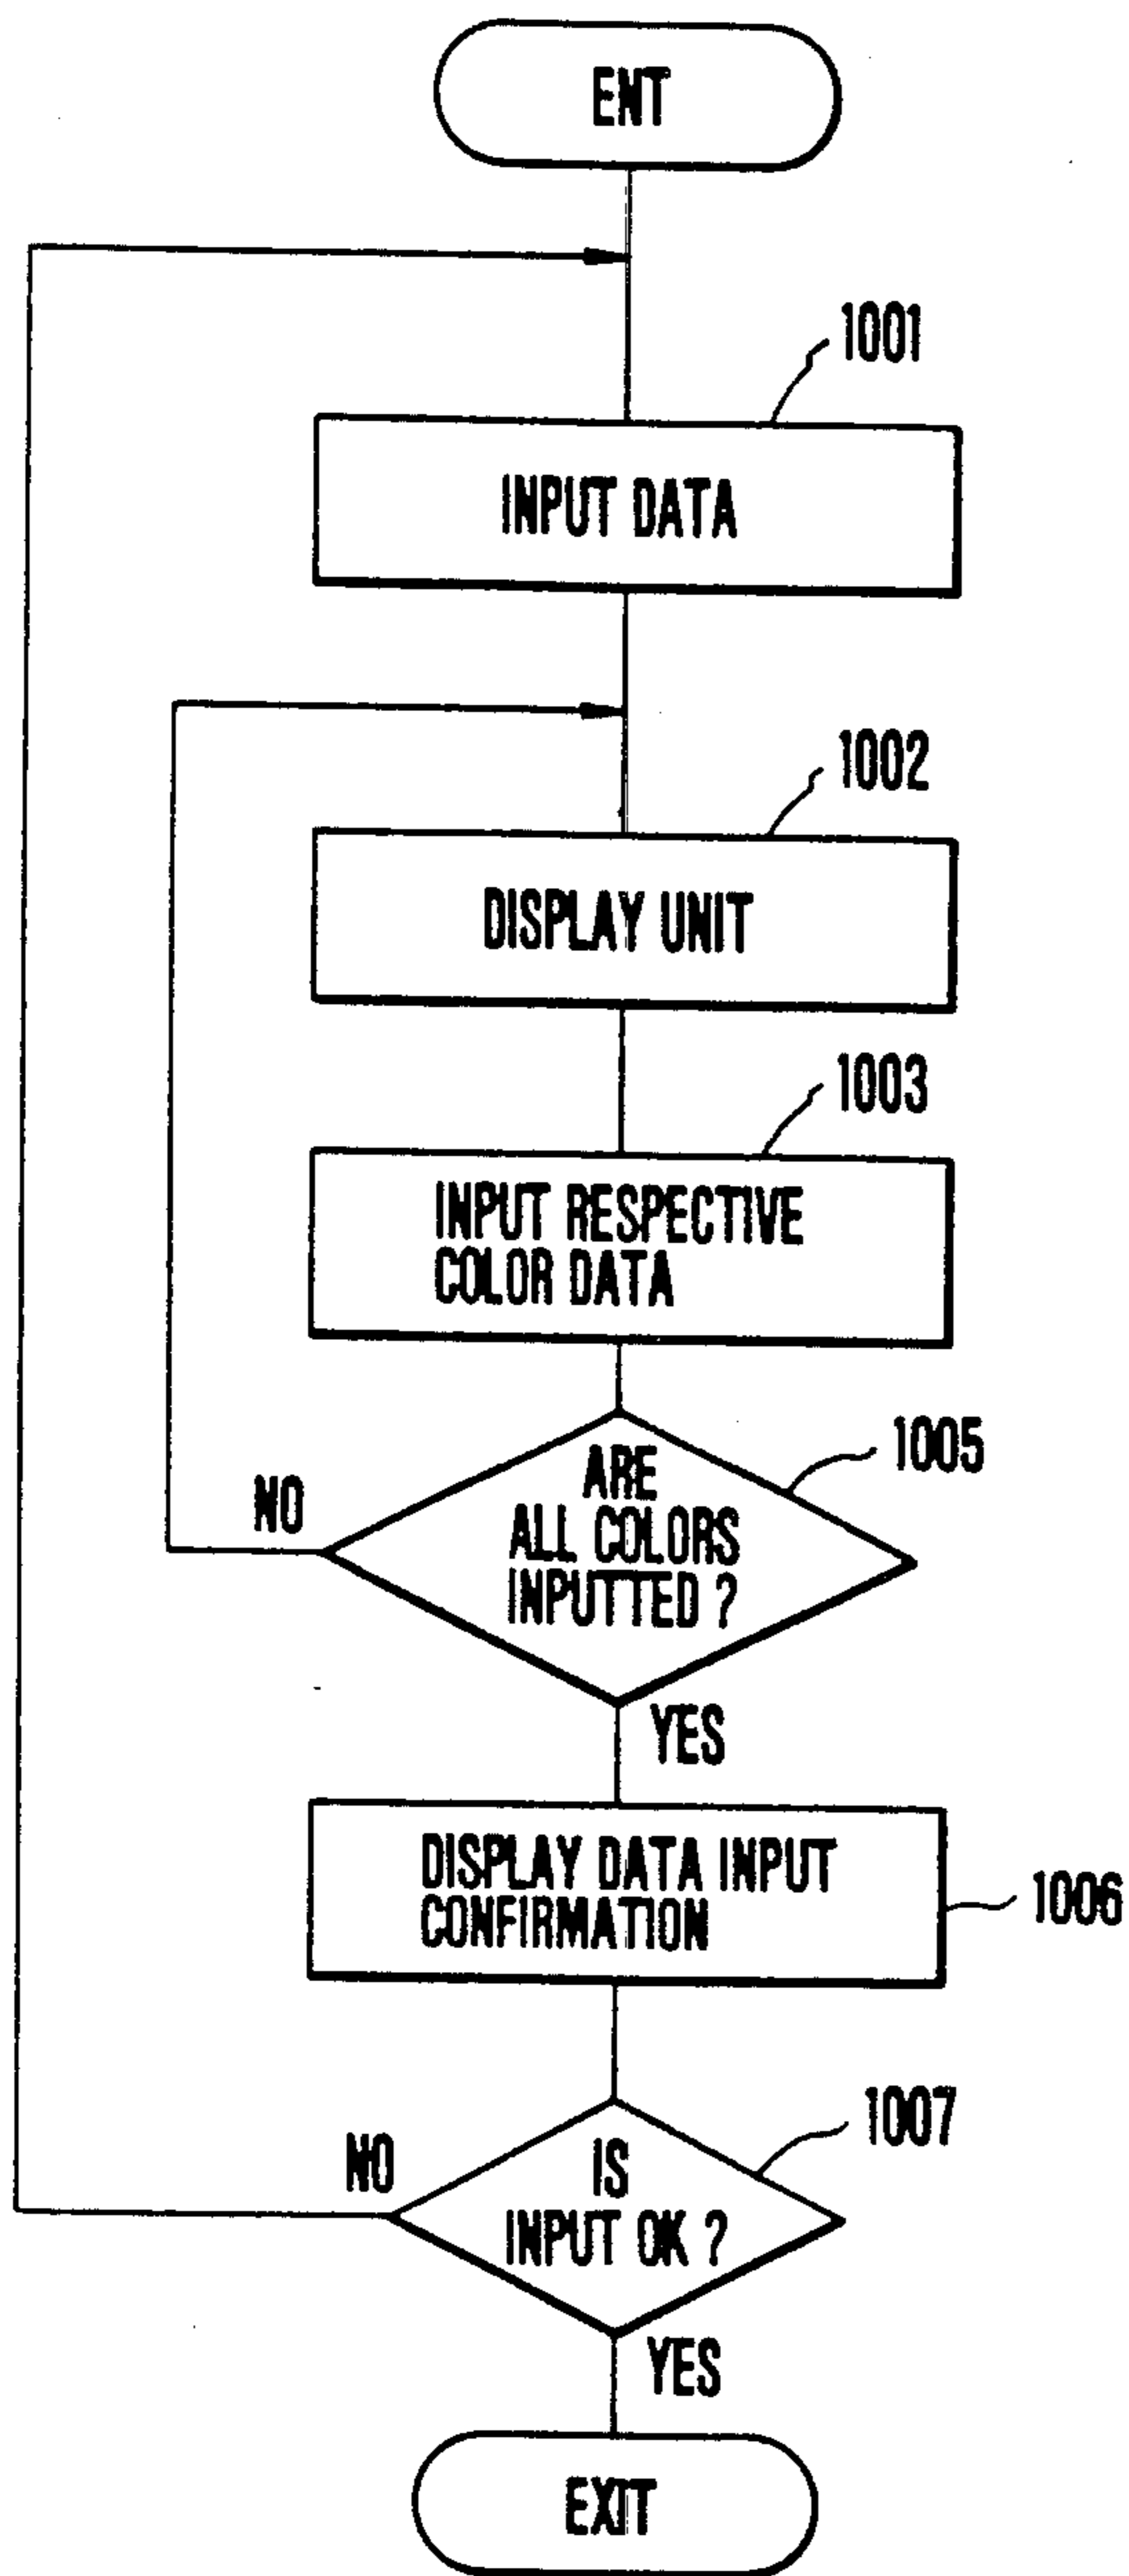 ENT
1001
INPUT DATA
1002
DISPLAY UNIT
1003
INPUT RESPECTIVE
COLOR DATA
1005
ARE
ALL COLORS
INPUTTED ?
NO
YES
DISPLAY DATA INPUT
CONFIRMATION
1006
1007
IS
INPUT OK ?
NO
YES
EXIT